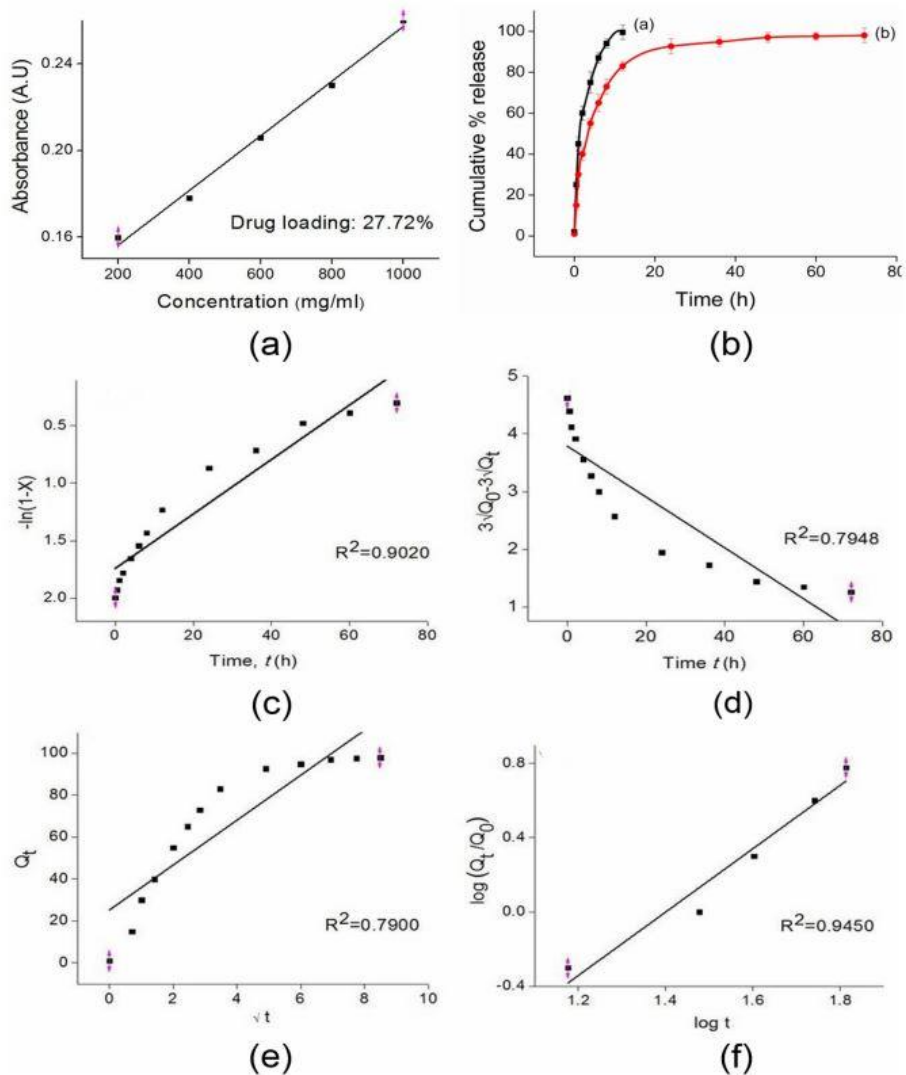 Absorbance (A.U)
0.24
0.20
0.16
Drug loading: 27.72%
200 400 600 800 1000
Concentration (mg/ml)
(a)
Cumulative % release
100
80
60
40
20
0
(a)
(b)
0 20 40 60 80
Time (h)
(b)
-ln(1-X)
0.5
1.0
1.5
2.0
R²=0.9020
0 20 40 60 80
Time, t (h)
(c)
3√Q₀-3√Qₜ
5
4
3
2
1
R²=0.7948
0 20 40 60 80
Time t (h)
(d)
Qₜ
100
80
60
40
20
0
R²=0.7900
0 2 4 6 8 10
√t
(e)
log (Qₜ/Q₀)
0.8
0.4
0.0
-0.4
R²=0.9450
1.2 1.4 1.6 1.8
log t
(f)